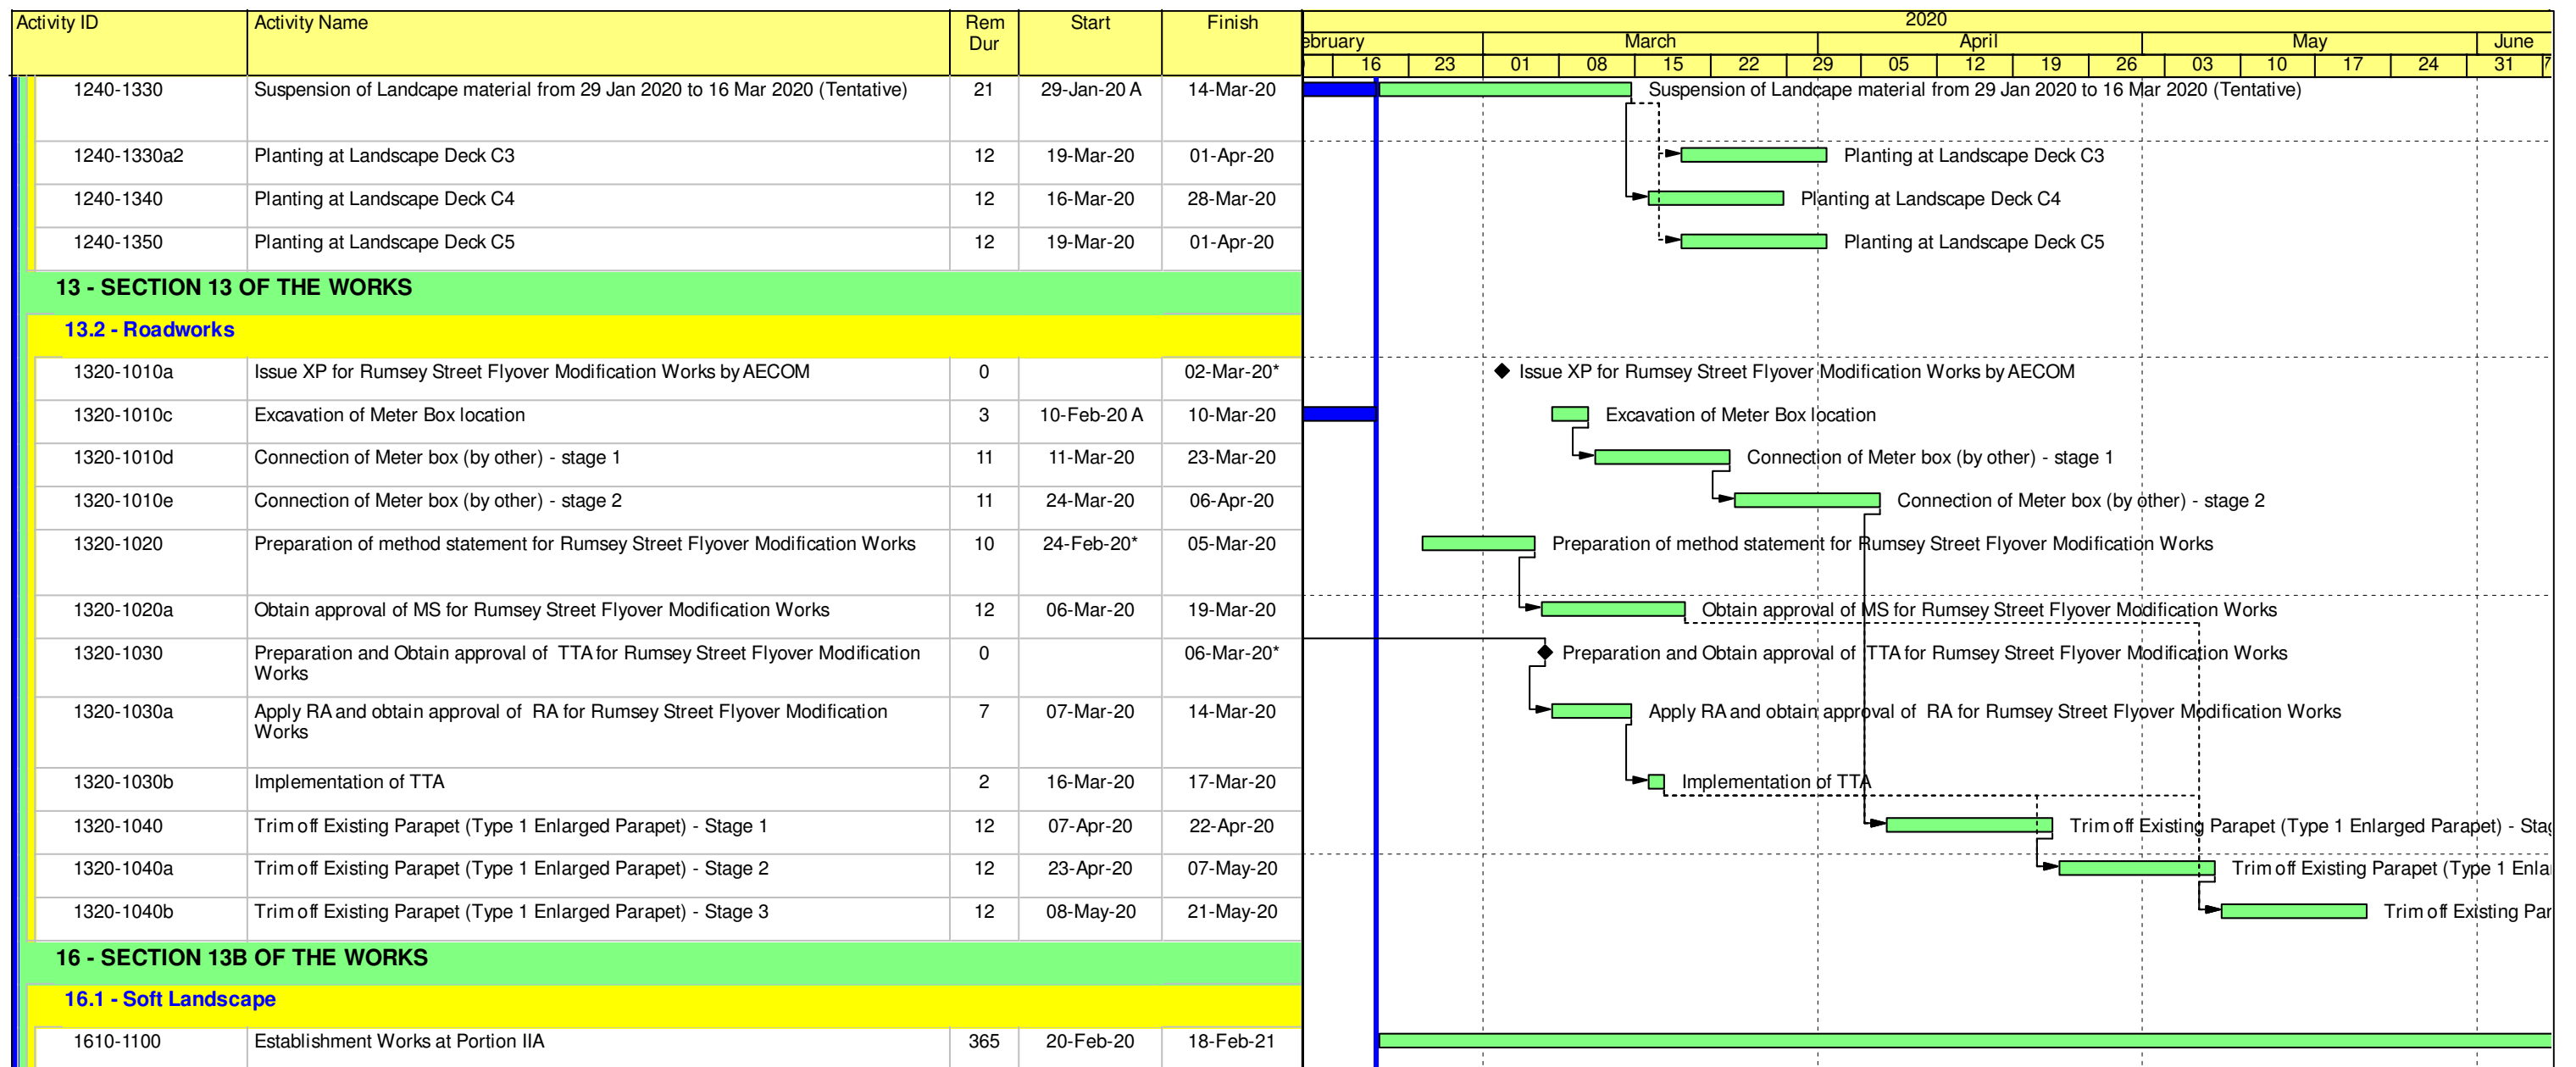 Activity ID Activity Name Rem Dur Start Finish 2020
ebruary March April May June
16 23 01 08 15 22 29 05 12 19 26 03 10 17 24 31 7
1240-1330 Suspension of Landcape material from 29 Jan 2020 to 16 Mar 2020 (Tentative) 21 29-Jan-20 A 14-Mar-20 Suspension of Landcape material from 29 Jan 2020 to 16 Mar 2020 (Tentative)
1240-1330a2 Planting at Landscape Deck C3 12 19-Mar-20 01-Apr-20 Planting at Landscape Deck C3
1240-1340 Planting at Landscape Deck C4 12 16-Mar-20 28-Mar-20 Planting at Landscape Deck C4
1240-1350 Planting at Landscape Deck C5 12 19-Mar-20 01-Apr-20 Planting at Landscape Deck C5
13 - SECTION 13 OF THE WORKS
13.2 - Roadworks
1320-1010a Issue XP for Rumsey Street Flyover Modification Works by AECOM 0 02-Mar-20* Issue XP for Rumsey Street Flyover Modification Works by AECOM
1320-1010c Excavation of Meter Box location 3 10-Feb-20 A 10-Mar-20 Excavation of Meter Box location
1320-1010d Connection of Meter box (by other) - stage 1 11 11-Mar-20 23-Mar-20 Connection of Meter box (by other) - stage 1
1320-1010e Connection of Meter box (by other) - stage 2 11 24-Mar-20 06-Apr-20 Connection of Meter box (by other) - stage 2
1320-1020 Preparation of method statement for Rumsey Street Flyover Modification Works 10 24-Feb-20* 05-Mar-20 Preparation of method statement for Rumsey Street Flyover Modification Works
1320-1020a Obtain approval of MS for Rumsey Street Flyover Modification Works 12 06-Mar-20 19-Mar-20 Obtain approval of MS for Rumsey Street Flyover Modification Works
1320-1030 Preparation and Obtain approval of TTA for Rumsey Street Flyover Modification 0 06-Mar-20* Preparation and Obtain approval of TTA for Rumsey Street Flyover Modification Works
Works
1320-1030a Apply RA and obtain approval of RA for Rumsey Street Flyover Modification 7 07-Mar-20 14-Mar-20 Apply RA and obtain approval of RA for Rumsey Street Flyover Modification Works
Works
1320-1030b Implementation of TTA 2 16-Mar-20 17-Mar-20 Implementation of TTA
1320-1040 Trim off Existing Parapet (Type 1 Enlarged Parapet) - Stage 1 12 07-Apr-20 22-Apr-20 Trim off Existing Parapet (Type 1 Enlarged Parapet) - Stag
1320-1040a Trim off Existing Parapet (Type 1 Enlarged Parapet) - Stage 2 12 23-Apr-20 07-May-20 Trim off Existing Parapet (Type 1 Enlar
1320-1040b Trim off Existing Parapet (Type 1 Enlarged Parapet) - Stage 3 12 08-May-20 21-May-20 Trim off Existing Par
16 - SECTION 13B OF THE WORKS
16.1 - Soft Landscape
1610-1100 Establishment Works at Portion IIA 365 20-Feb-20 18-Feb-21